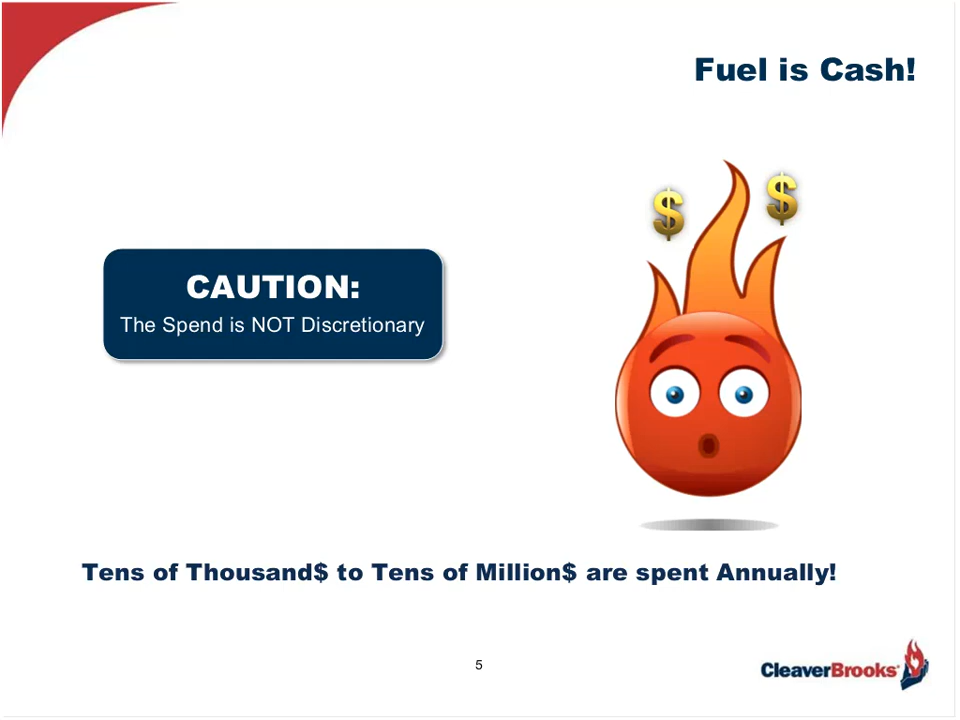 Fuel is Cash!
$ $
CAUTION:
The Spend is NOT Discretionary
Tens of Thousand$ to Tens of Million$ are spent Annually!
5
CleaverBrooks®